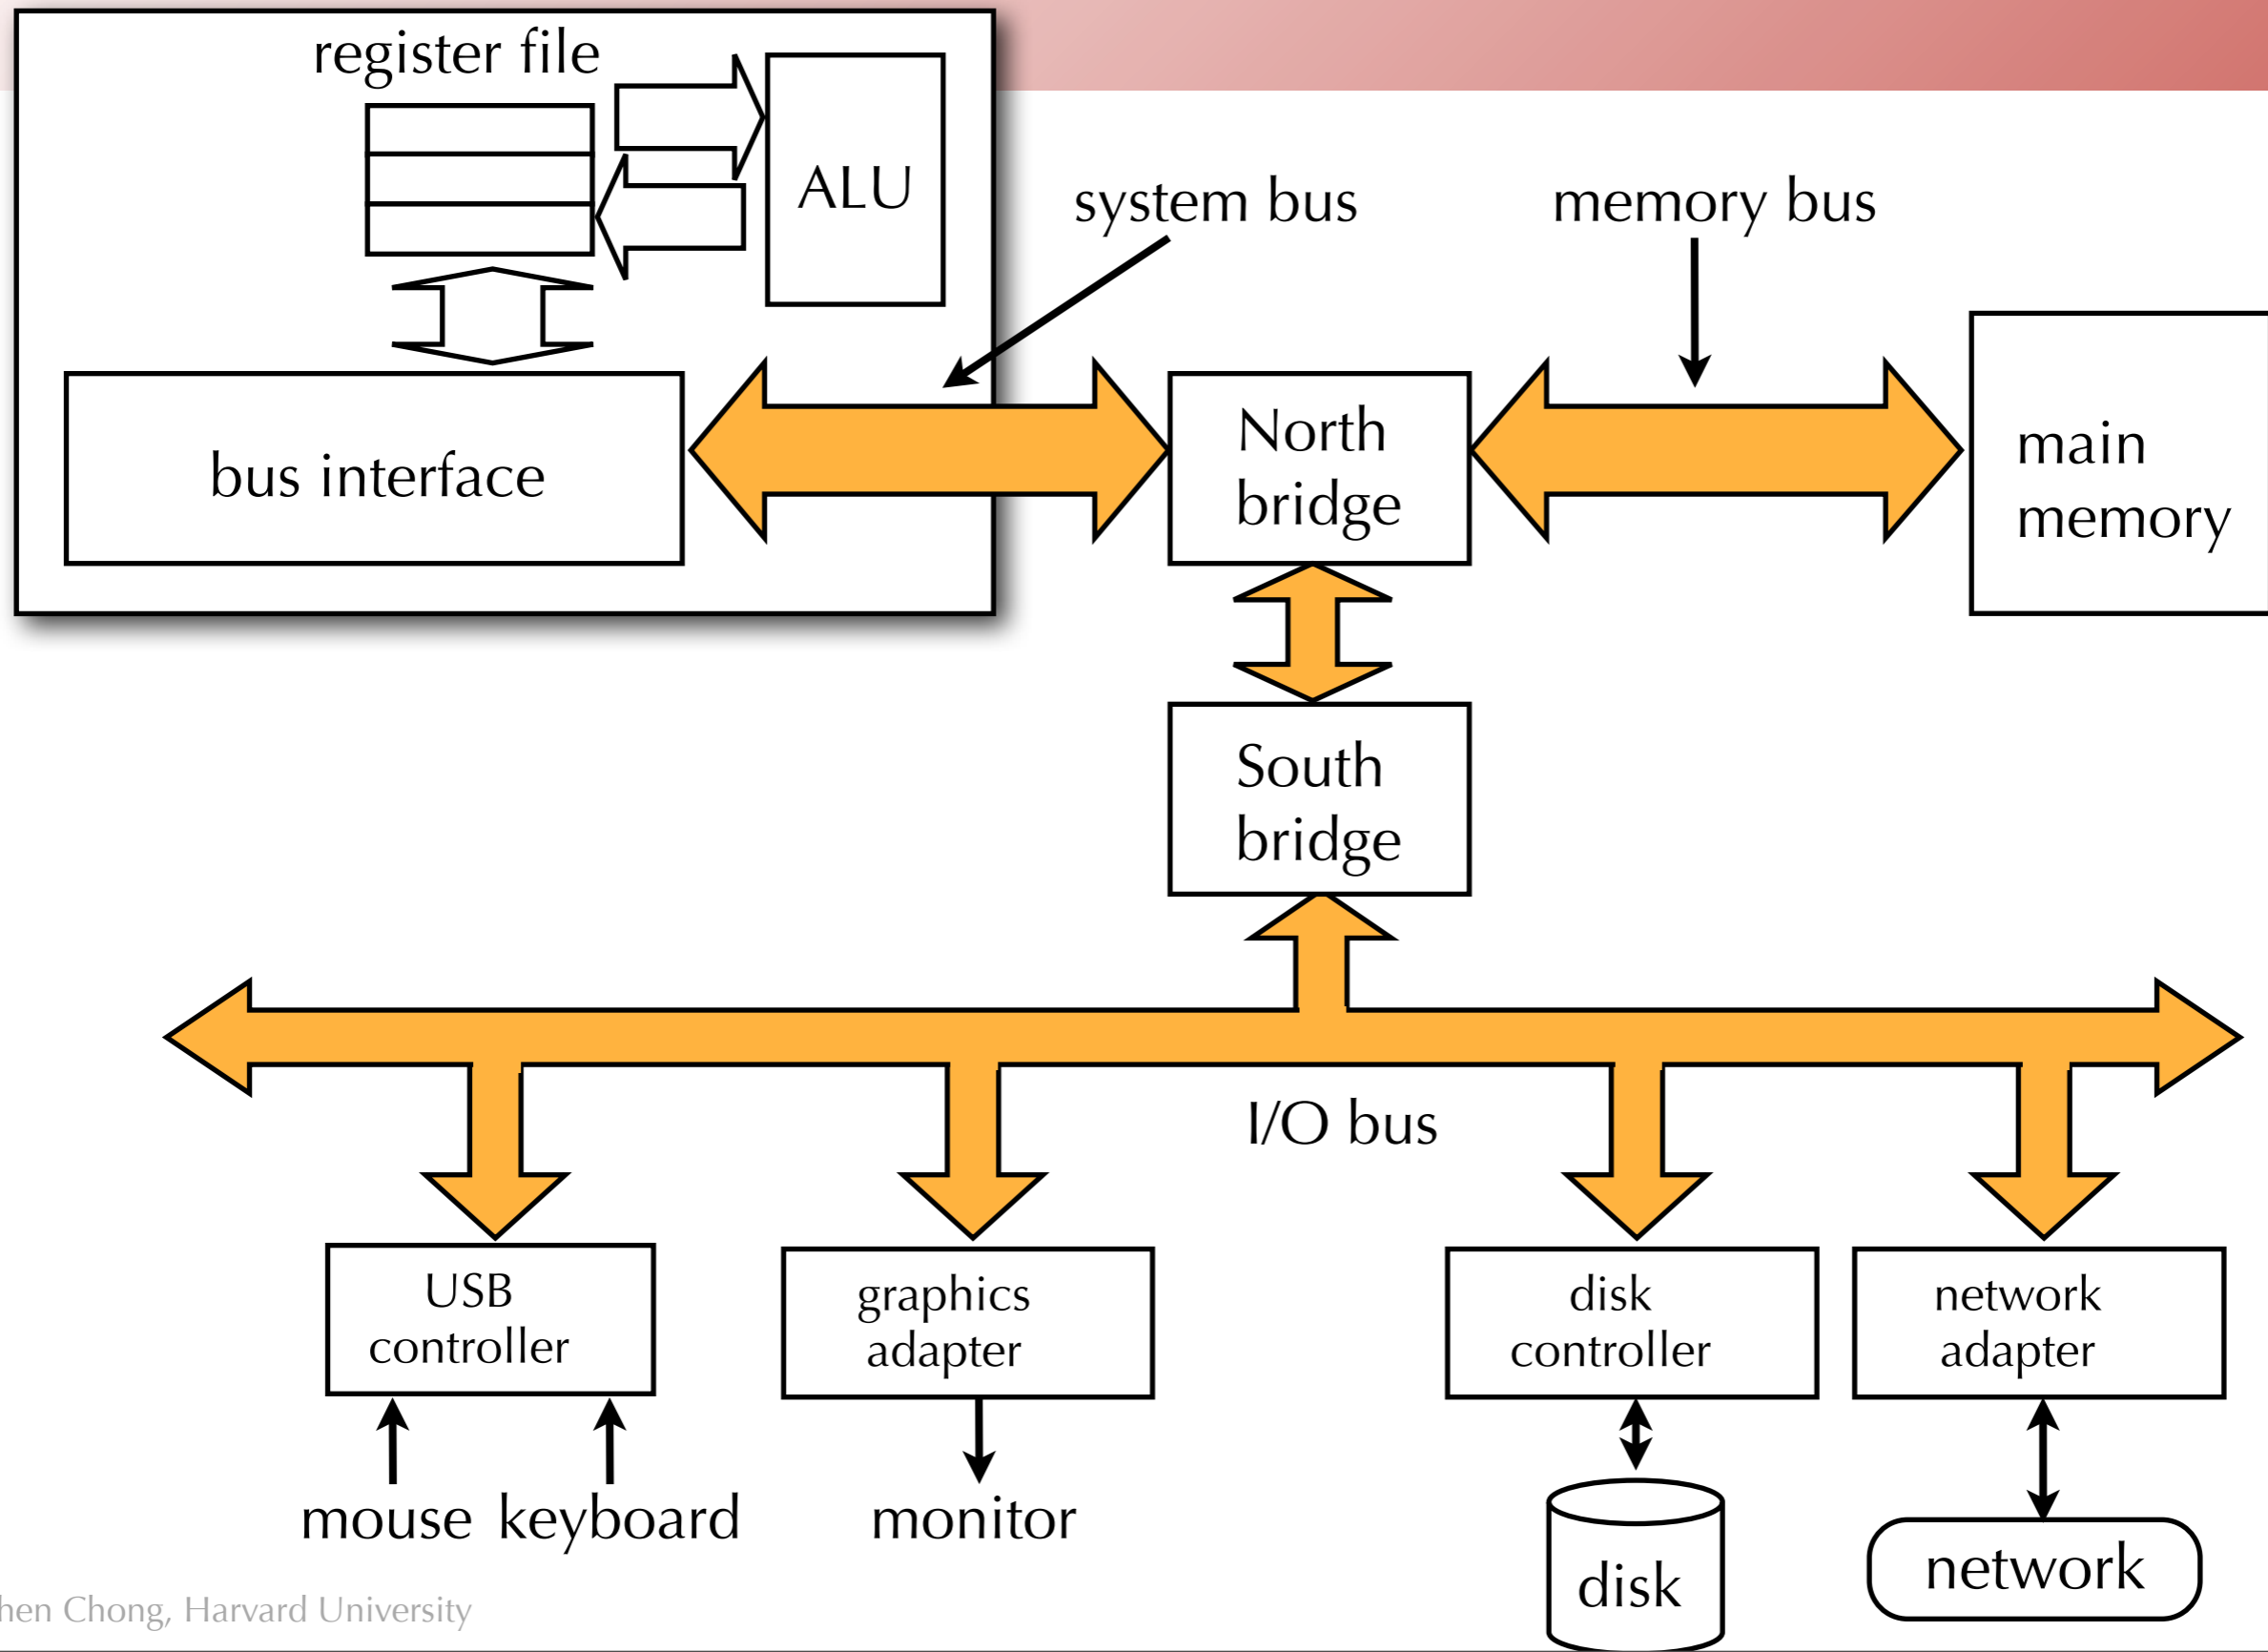 register file
ALU
system bus
memory bus
bus interface
North
bridge
main
memory
South
bridge
I/O bus
USB
controller
graphics
adapter
disk
controller
network
adapter
mouse keyboard
monitor
disk
network
hen Chong, Harvard University